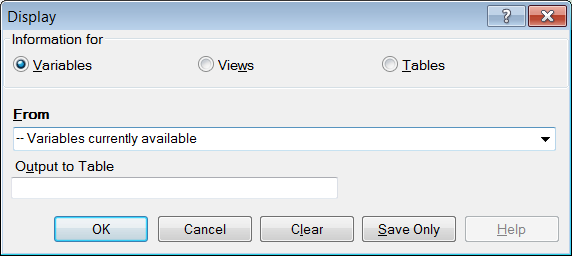 Display
Information for
Variables Views Tables
From
-- Variables currently available
Output to Table
OK Cancel Clear Save Only Help